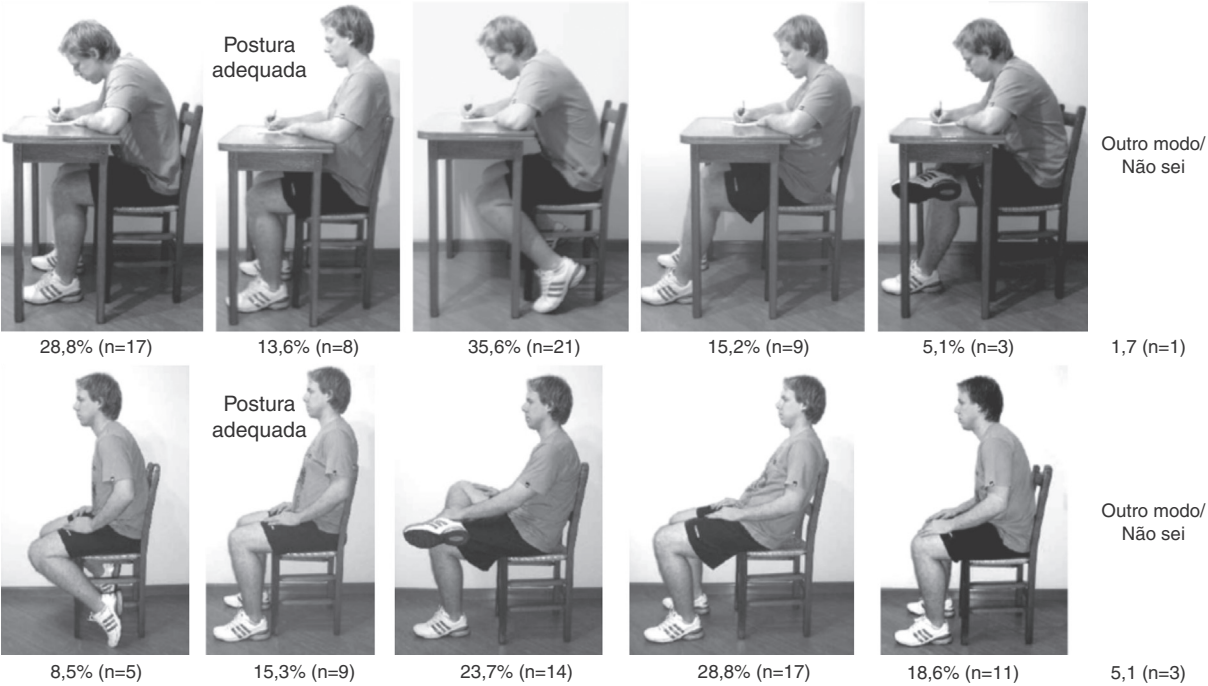 Postura
adequada
Outro modo/
Não sei
28,8% (n=17)
13,6% (n=8)
35,6% (n=21)
15,2% (n=9)
5,1% (n=3)
1,7 (n=1)
Postura
adequada
Outro modo/
Não sei
8,5% (n=5)
15,3% (n=9)
23,7% (n=14)
28,8% (n=17)
18,6% (n=11)
5,1 (n=3)